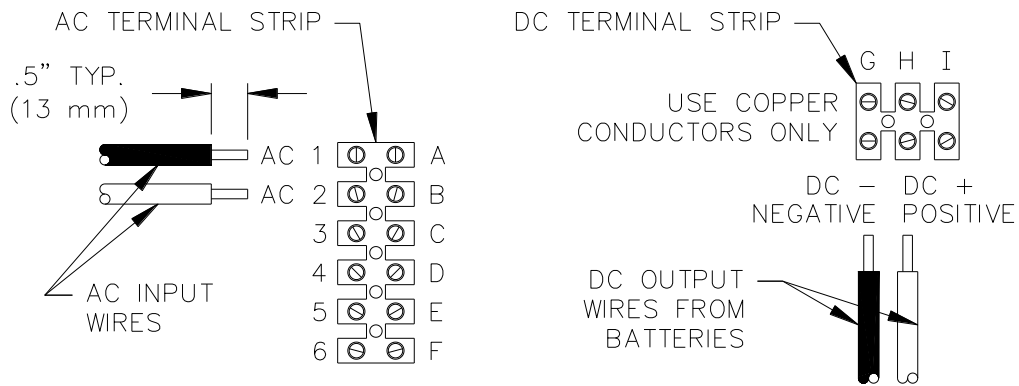 AC TERMINAL STRIP
.5” TYP.
(13 mm)
AC 1 A
AC 2 B
3 C
4 D
5 E
6 F
AC INPUT
WIRES
DC TERMINAL STRIP
G H I
USE COPPER
CONDUCTORS ONLY
DC – DC +
NEGATIVE POSITIVE
DC OUTPUT
WIRES FROM
BATTERIES